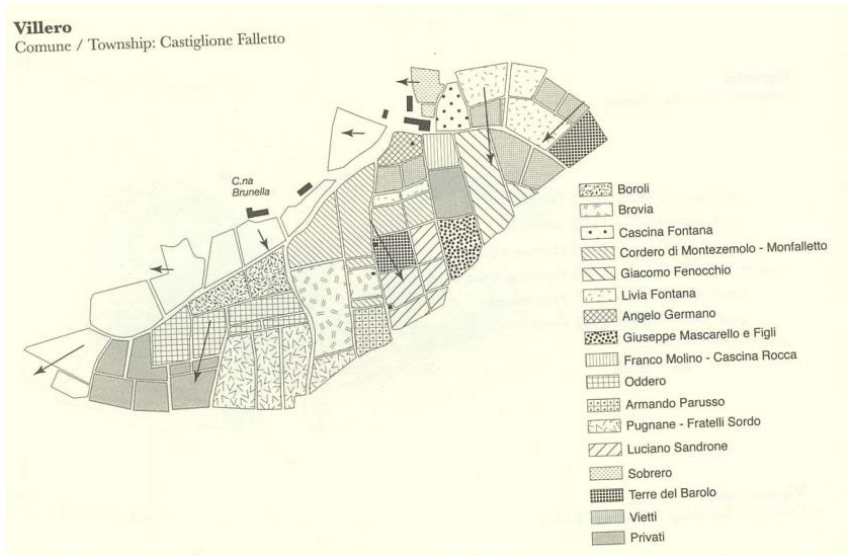 Villero
Comune / Township: Castiglione Falletto
C.na
Brunella
Boroli
Brovia
Cascina Fontana
Cordero di Montezemolo - Monfalletto
Giacomo Fenocchio
Livia Fontana
Angelo Germano
Giuseppe Mascarello e Figli
Franco Molino - Cascina Rocca
Oddero
Armando Parusso
Pugnane - Fratelli Sordo
Luciano Sandrone
Sobrero
Terre del Barolo
Vietti
Privati